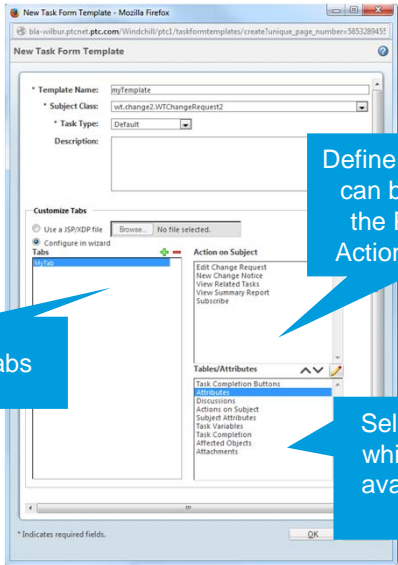 New Task Form Template - Mozilla Firefox
bla-wilbur.ptcnet.ptc.com/Windchill/ptc1/taskformtemplates/create?unique_page_number=5853289455
New Task Form Template
* Template Name: myTemplate
* Subject Class: wt.change2.WTChangeRequest2
* Task Type: Default
Description:
Customize Tabs
Use a JSP/XDP file Browse... No file selected.
Configure in wizard
Tabs
MyTab
Action on Subject
Edit Change Request
New Change Notice
View Related Tasks
View Summary Report
Subscribe
Tables/Attributes
Task Completion Buttons
Attributes
Discussions
Actions on Subject
Subject Attributes
Task Variables
Task Completion
Affected Objects
Attachments
* Indicates required fields.
OK
Define
can b
the
Action
abs
Sel
whi
ava